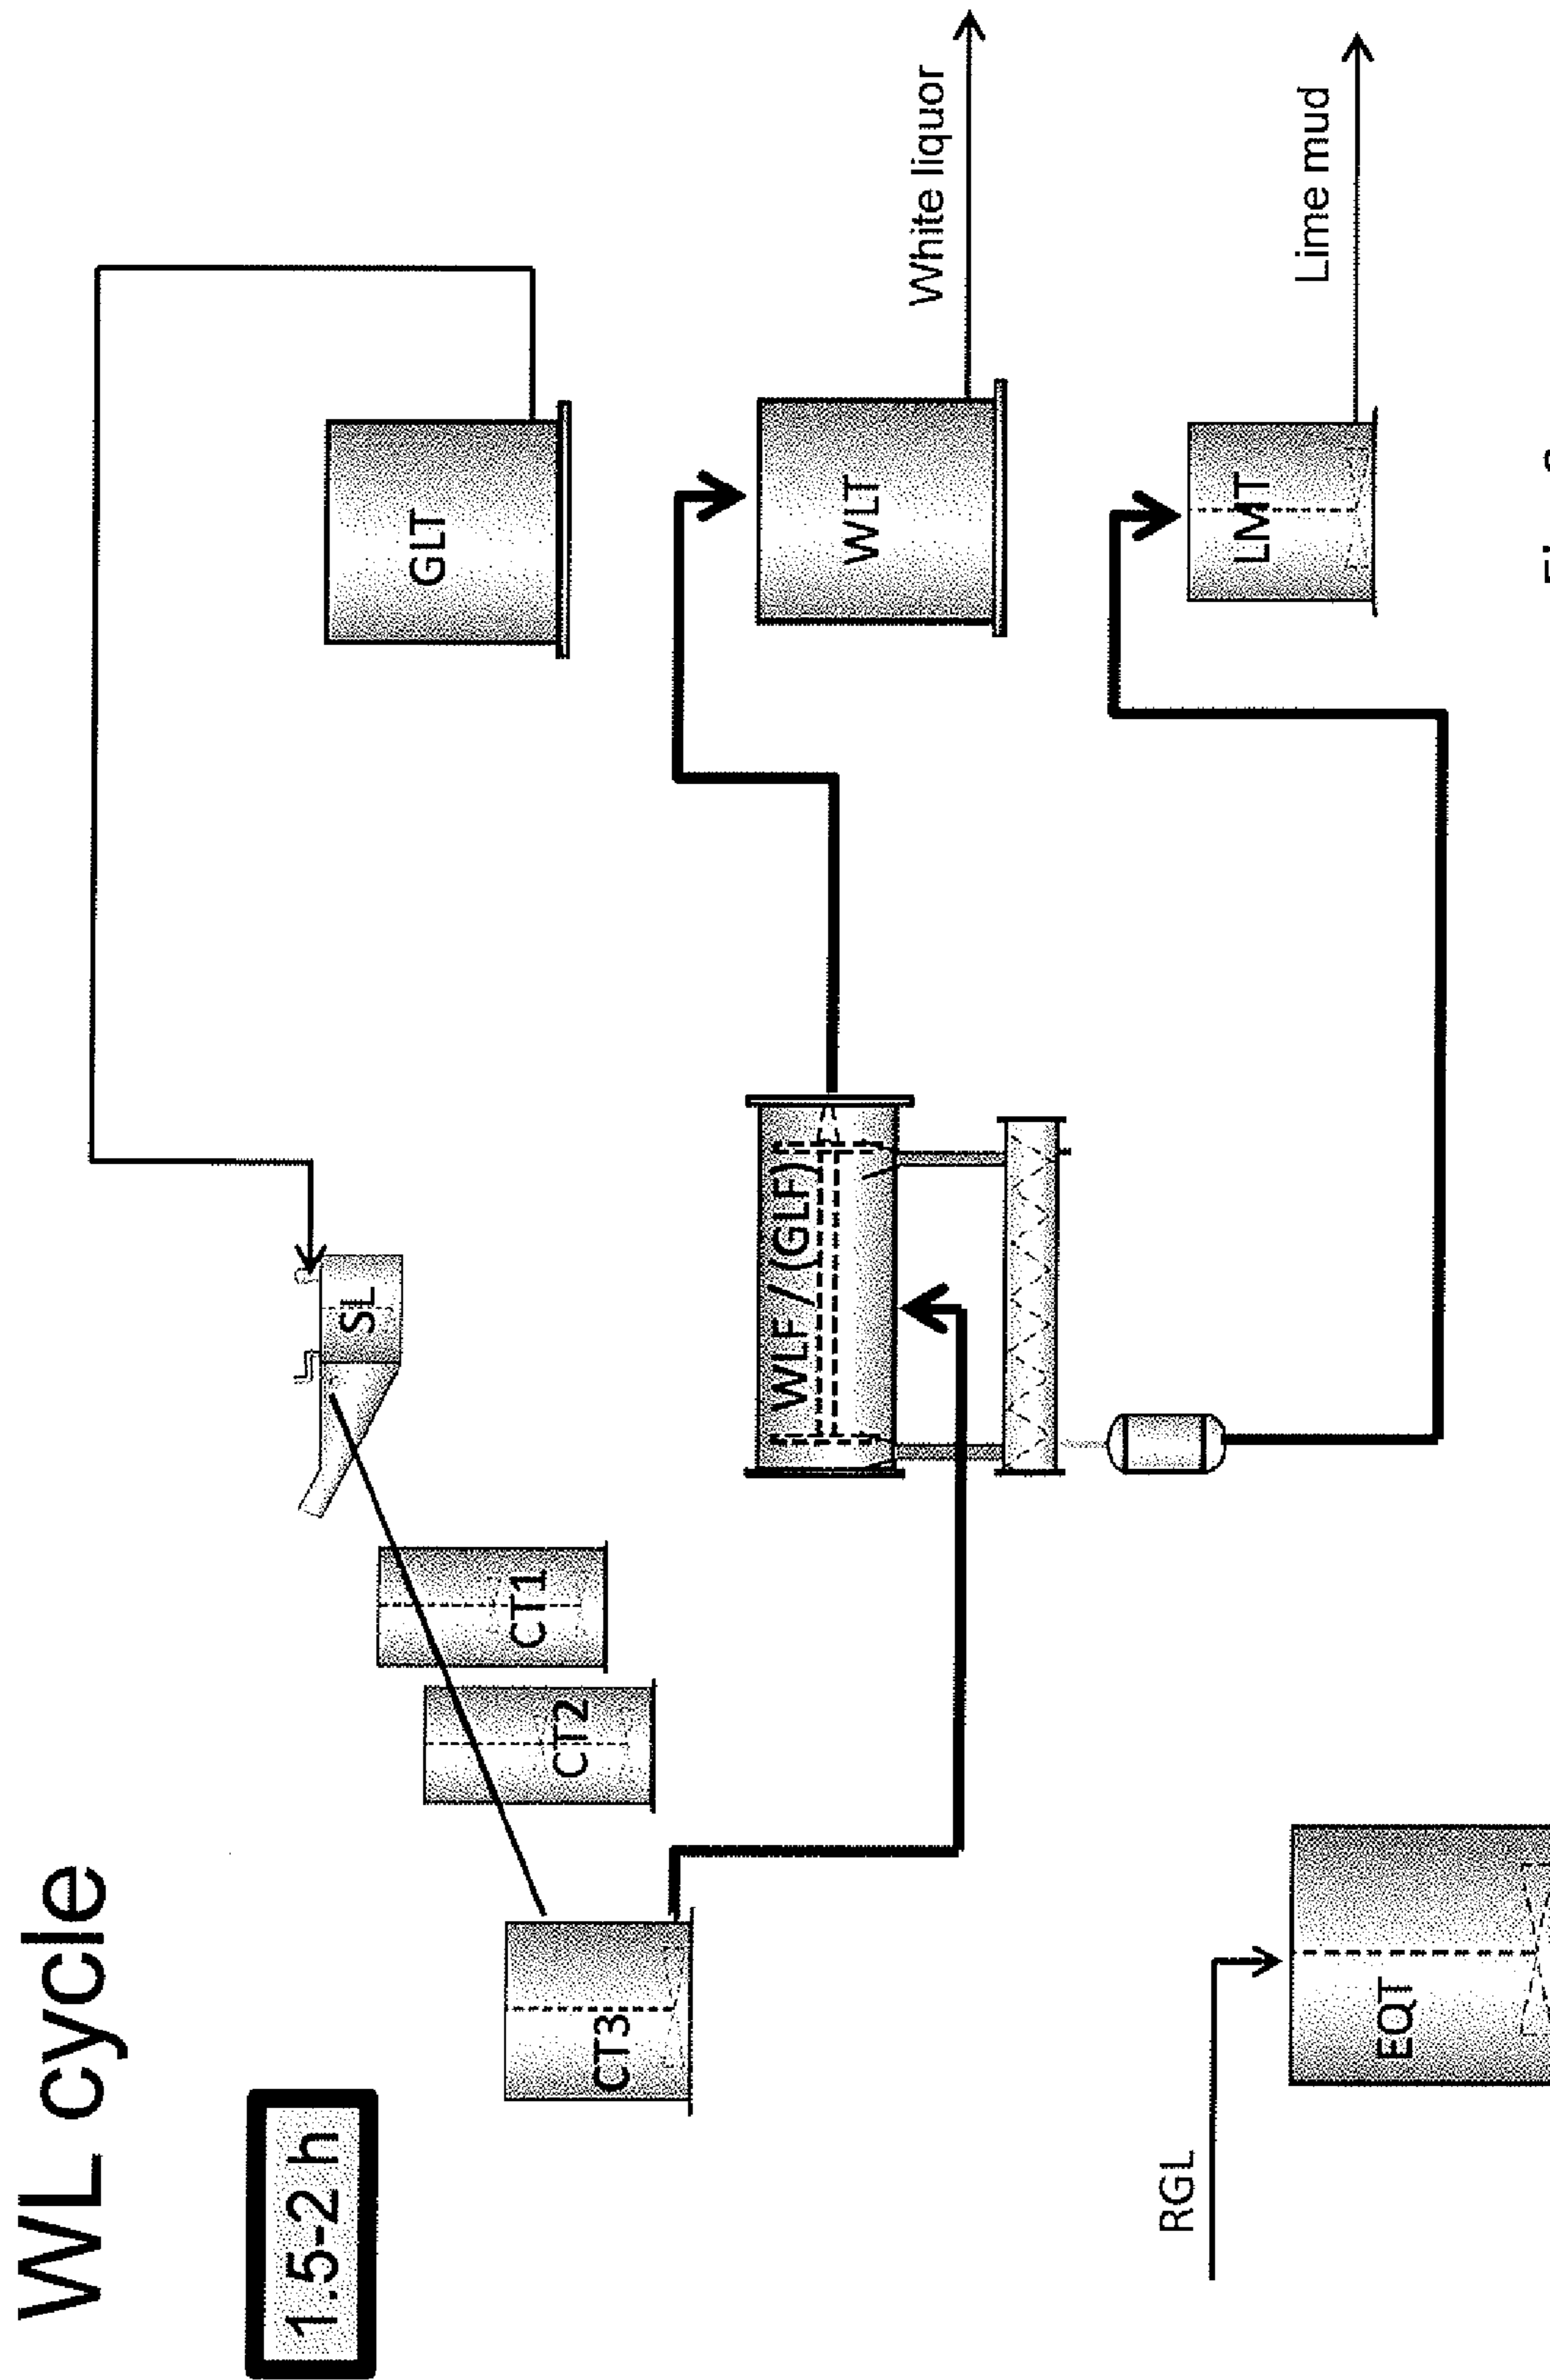 WL cycle
1.5-2 h
SL
GLT
CT1
CT2
CT3
WLF / (GLF)
WLT
White liquor
RGL
EQT
LMT
Lime mud